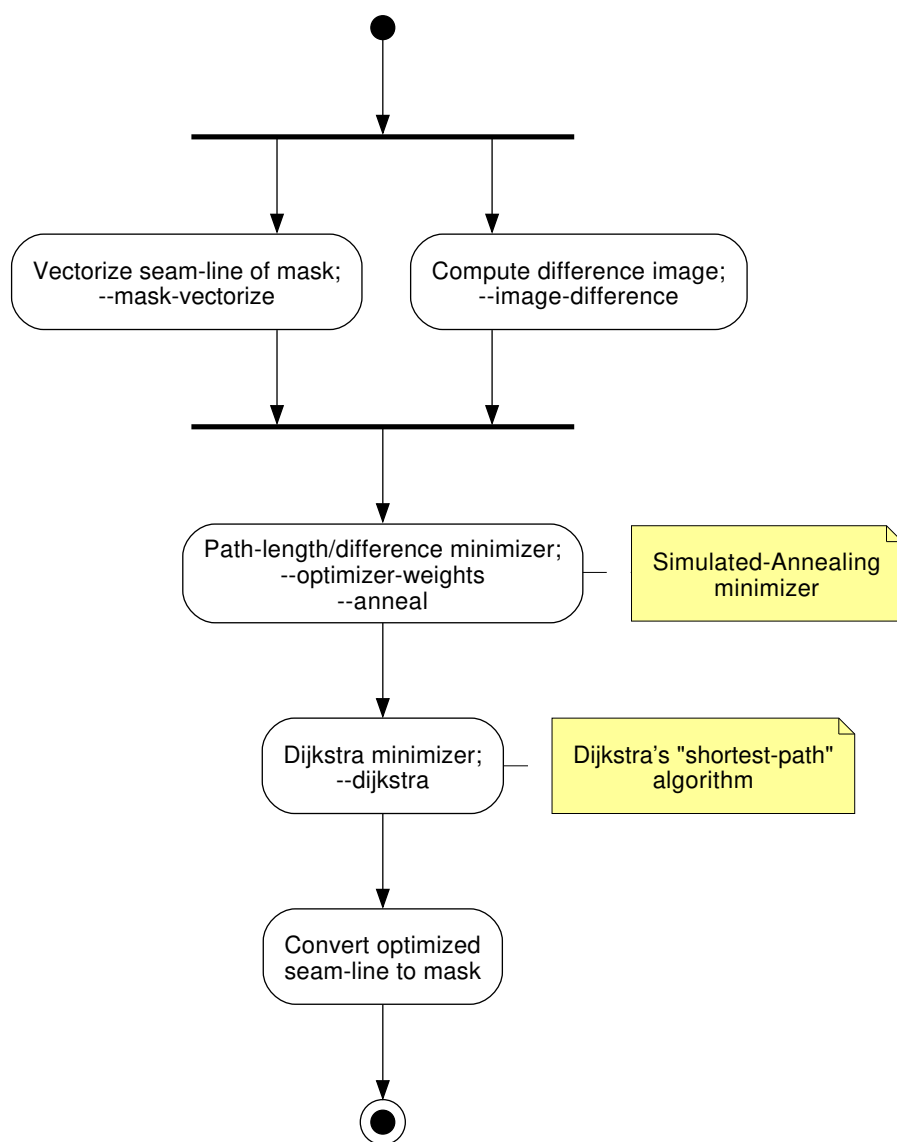 Vectorize seam-line of mask;
--mask-vectorize
Compute difference image;
--image-difference
Path-length/difference minimizer;
--optimizer-weights
--anneal
Simulated-Annealing
minimizer
Dijkstra minimizer;
--dijkstra
Dijkstra's "shortest-path"
algorithm
Convert optimized
seam-line to mask